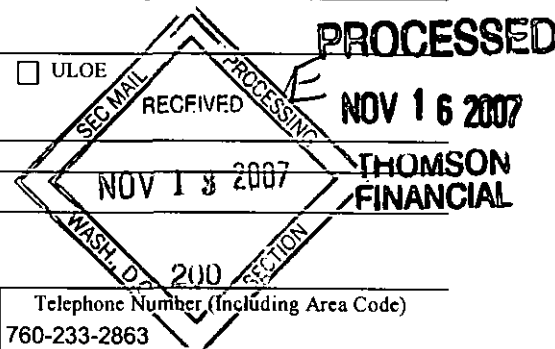 PROCESSED
NOV 16 2007
THOMSON
FINANCIAL
ULOE
SEC MAIL
PROCESSING
RECEIVED
NOV 13 2007
WASH., D.C.
200
SECTION
Telephone Number (Including Area Code)
760-233-2863